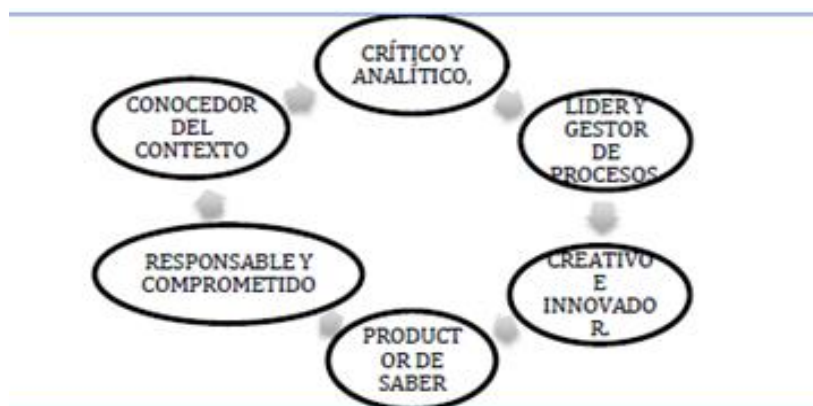 CRÍTICO Y
ANALÍTICO,
LIDER Y
GESTOR
DE
PROCESOS
CREATIVO
E
INNOVADO
R.
PRODUCT
OR DE
SABER
RESPONSABLE Y
COMPROMETIDO
CONOCEDOR
DEL
CONTEXTO